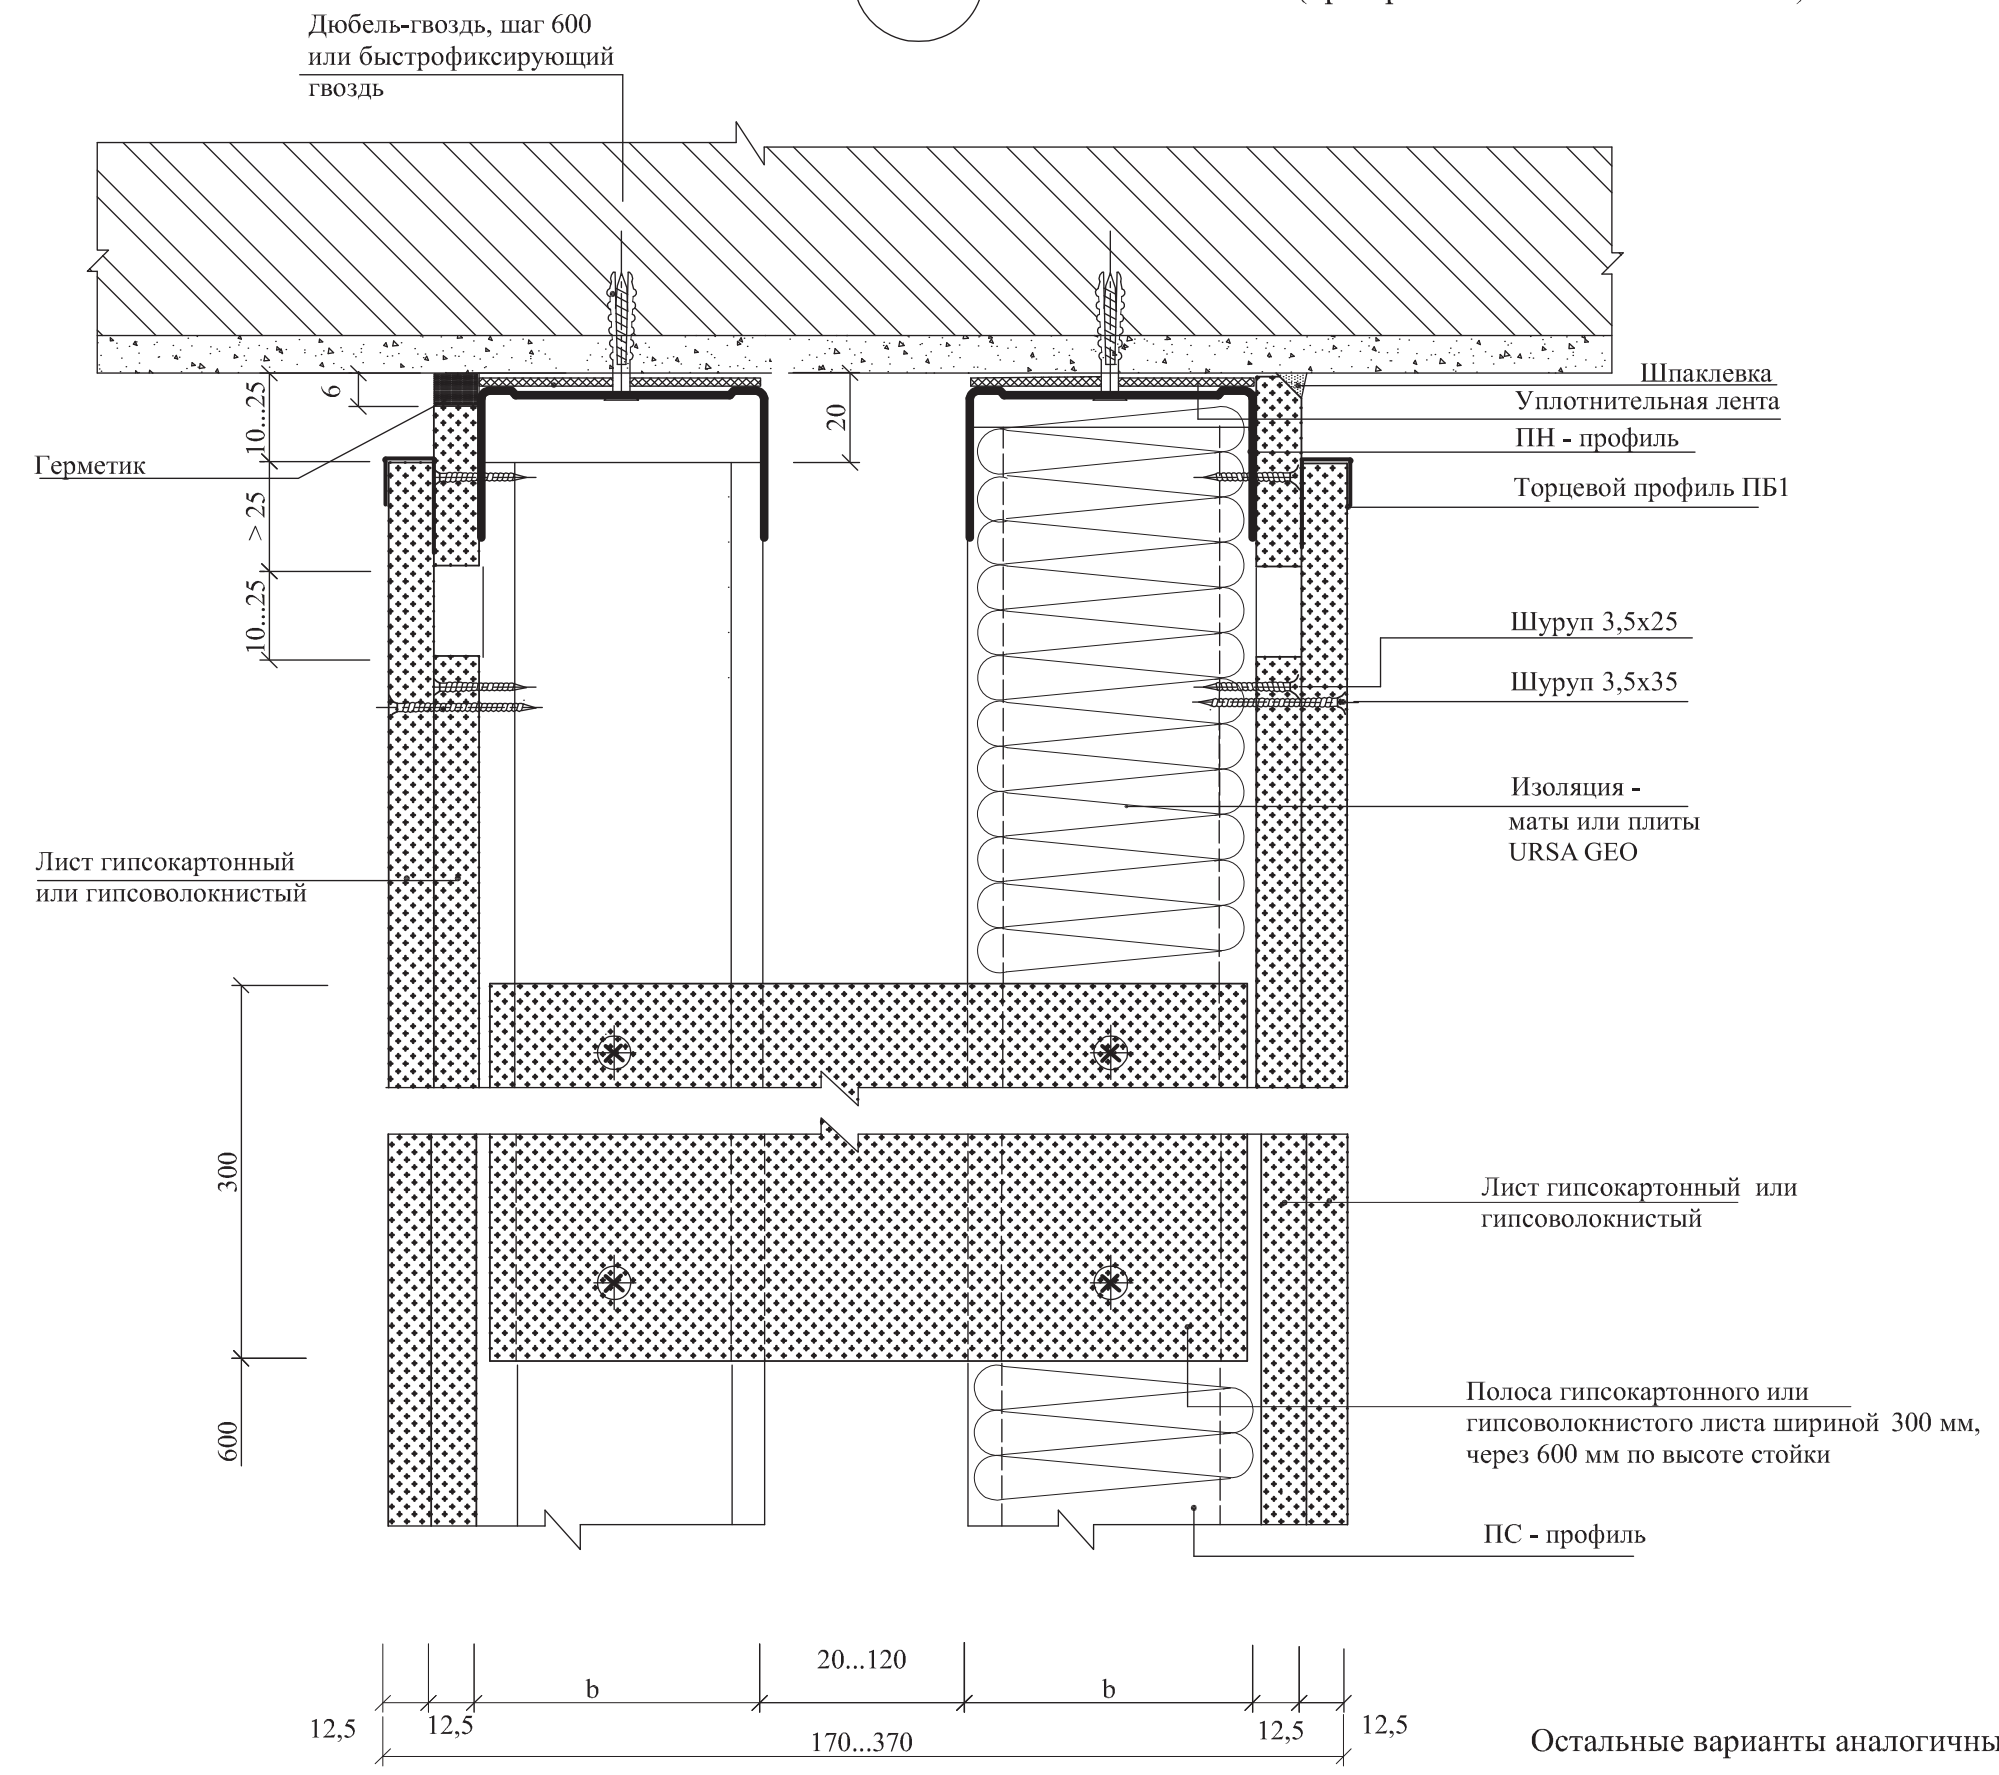 Дюбель-гвоздь, шаг 600
или быстрофиксирующий
гвоздь
10...25
6
20
Шпаклевка
Уплотнительная лента
ПН - профиль
Герметик
Торцевой профиль ПБ1
> 25
10...25
Шуруп 3,5х25
Шуруп 3,5х35
Изоляция -
маты или плиты
URSA GEO
Лист гипсокартонный
или гипсоволокнистый
300
Лист гипсокартонный или
гипсоволокнистый
600
Полоса гипсокартонного или
гипсоволокнистого листа шириной 300 мм,
через 600 мм по высоте стойки
ПС - профиль
20...120
b
b
12,5
12,5
12,5
12,5
170...370
Остальные варианты аналогичны